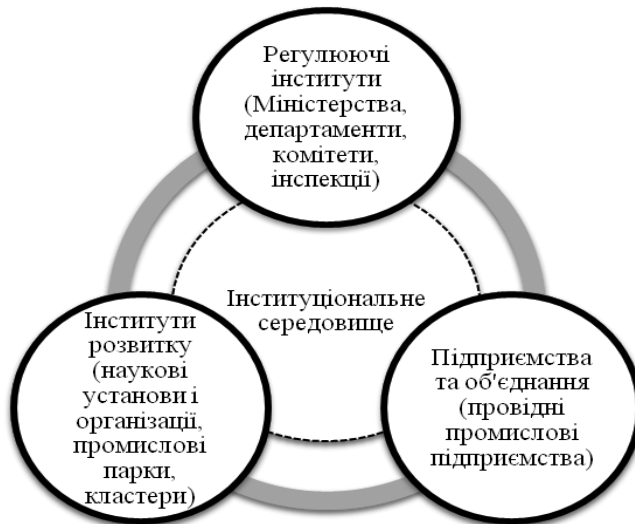 Регулюючі
інститути
(Міністерства,
департаменти,
комітети,
інспекції)
Інституціональне
середовище
Інститути
розвитку
(наукові
установи і
організації,
промислові
парки,
кластери)
Підприємства
та об'єднання
(провідні
промислові
підприємства)